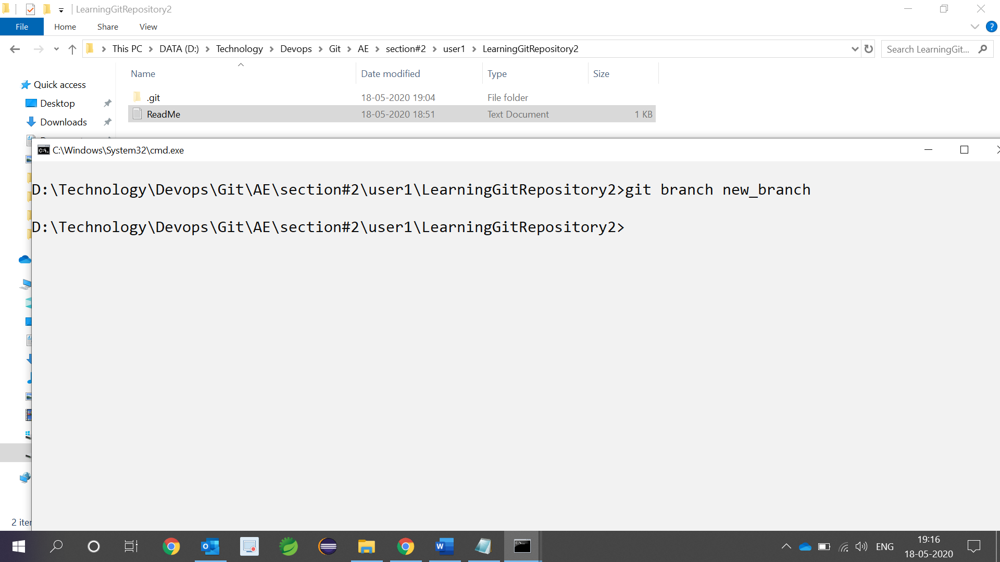 LearningGitRepository2
File Home Share View
This PC DATA (D:) Technology Devops Git AE section#2 user1 LearningGitRepository2 Search LearningGit...
Name Date modified Type Size
Quick access
.git 18-05-2020 19:04 File folder
Desktop
ReadMe 18-05-2020 18:51 Text Document 1 KB
Downloads
C:\Windows\System32\cmd.exe
D:\Technology\Devops\Git\AE\section#2\user1\LearningGitRepository2>git branch new_branch
D:\Technology\Devops\Git\AE\section#2\user1\LearningGitRepository2>
2
ENG 19:16
18-05-2020